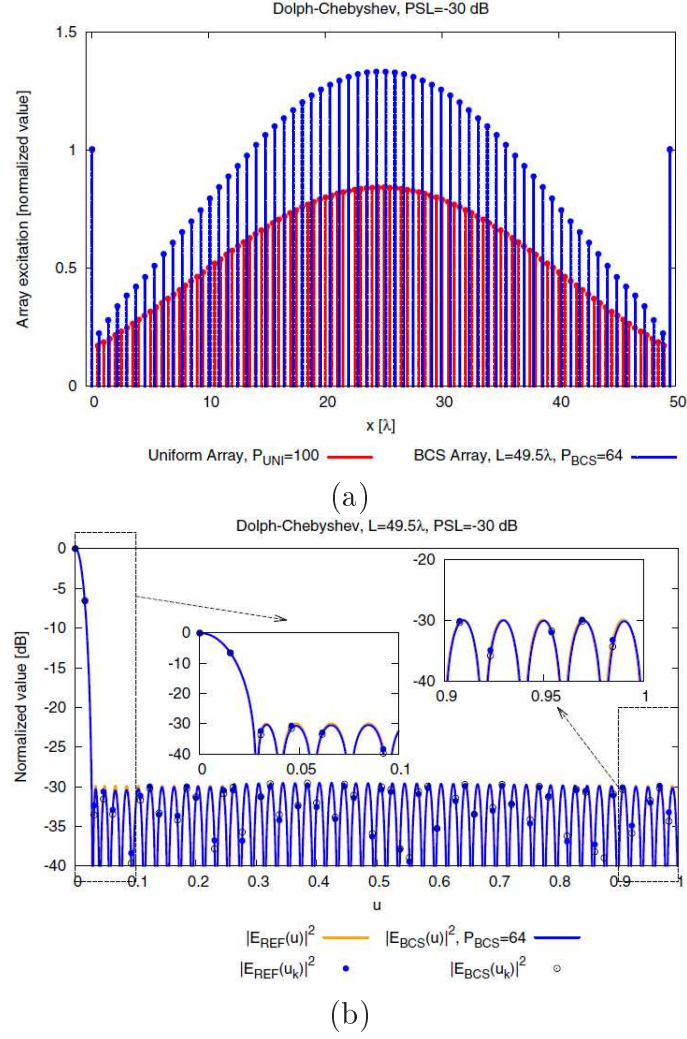 Dolph-Chebyshev, PSL=-30 dB
Array excitation [normalized value]
1.5
1
0.5
0
0 10 20 30 40 50
x [λ]
Uniform Array, P_UNI=100 BCS Array, L=49.5λ, P_BCS=64
(a)
Dolph-Chebyshev, L=49.5λ, PSL=-30 dB
Normalized value [dB]
0
-5
-10
-15
-20
-25
-30
-35
-40
0
-10
-20
-30
-40
0 0.05 0.1
-20
-30
-40
0.9 0.95 1
0 0.1 0.2 0.3 0.4 0.5 0.6 0.7 0.8 0.9 1
u
|E_REF(u)|² |E_BCS(u)|², P_BCS=64
|E_REF(u_k)|² |E_BCS(u_k)|²
(b)